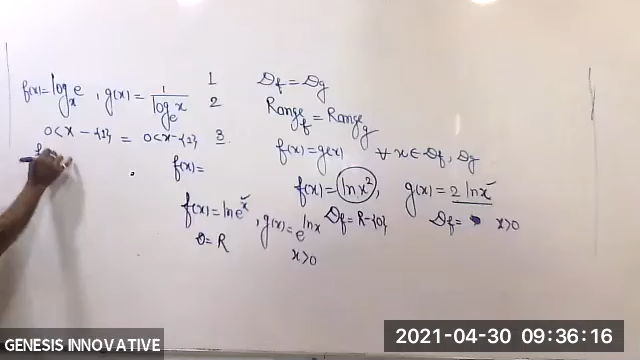 f(x) = log_x e , g(x) = 1/log_e x
0<x - {1} = 0<x - {1}
f(x) =
f(x) = ln e^x , g(x) = e^ln x
D = R
x>0
1
2
3
D_f = D_g
Range_f = Range_g
f(x) = g(x) ∀ x ∈ D_f, D_g
f(x) = ln x² , g(x) = 2 ln x
D_f = R-{0} D_f = x>0
GENESIS INNOVATIVE
2021-04-30 09:36:16